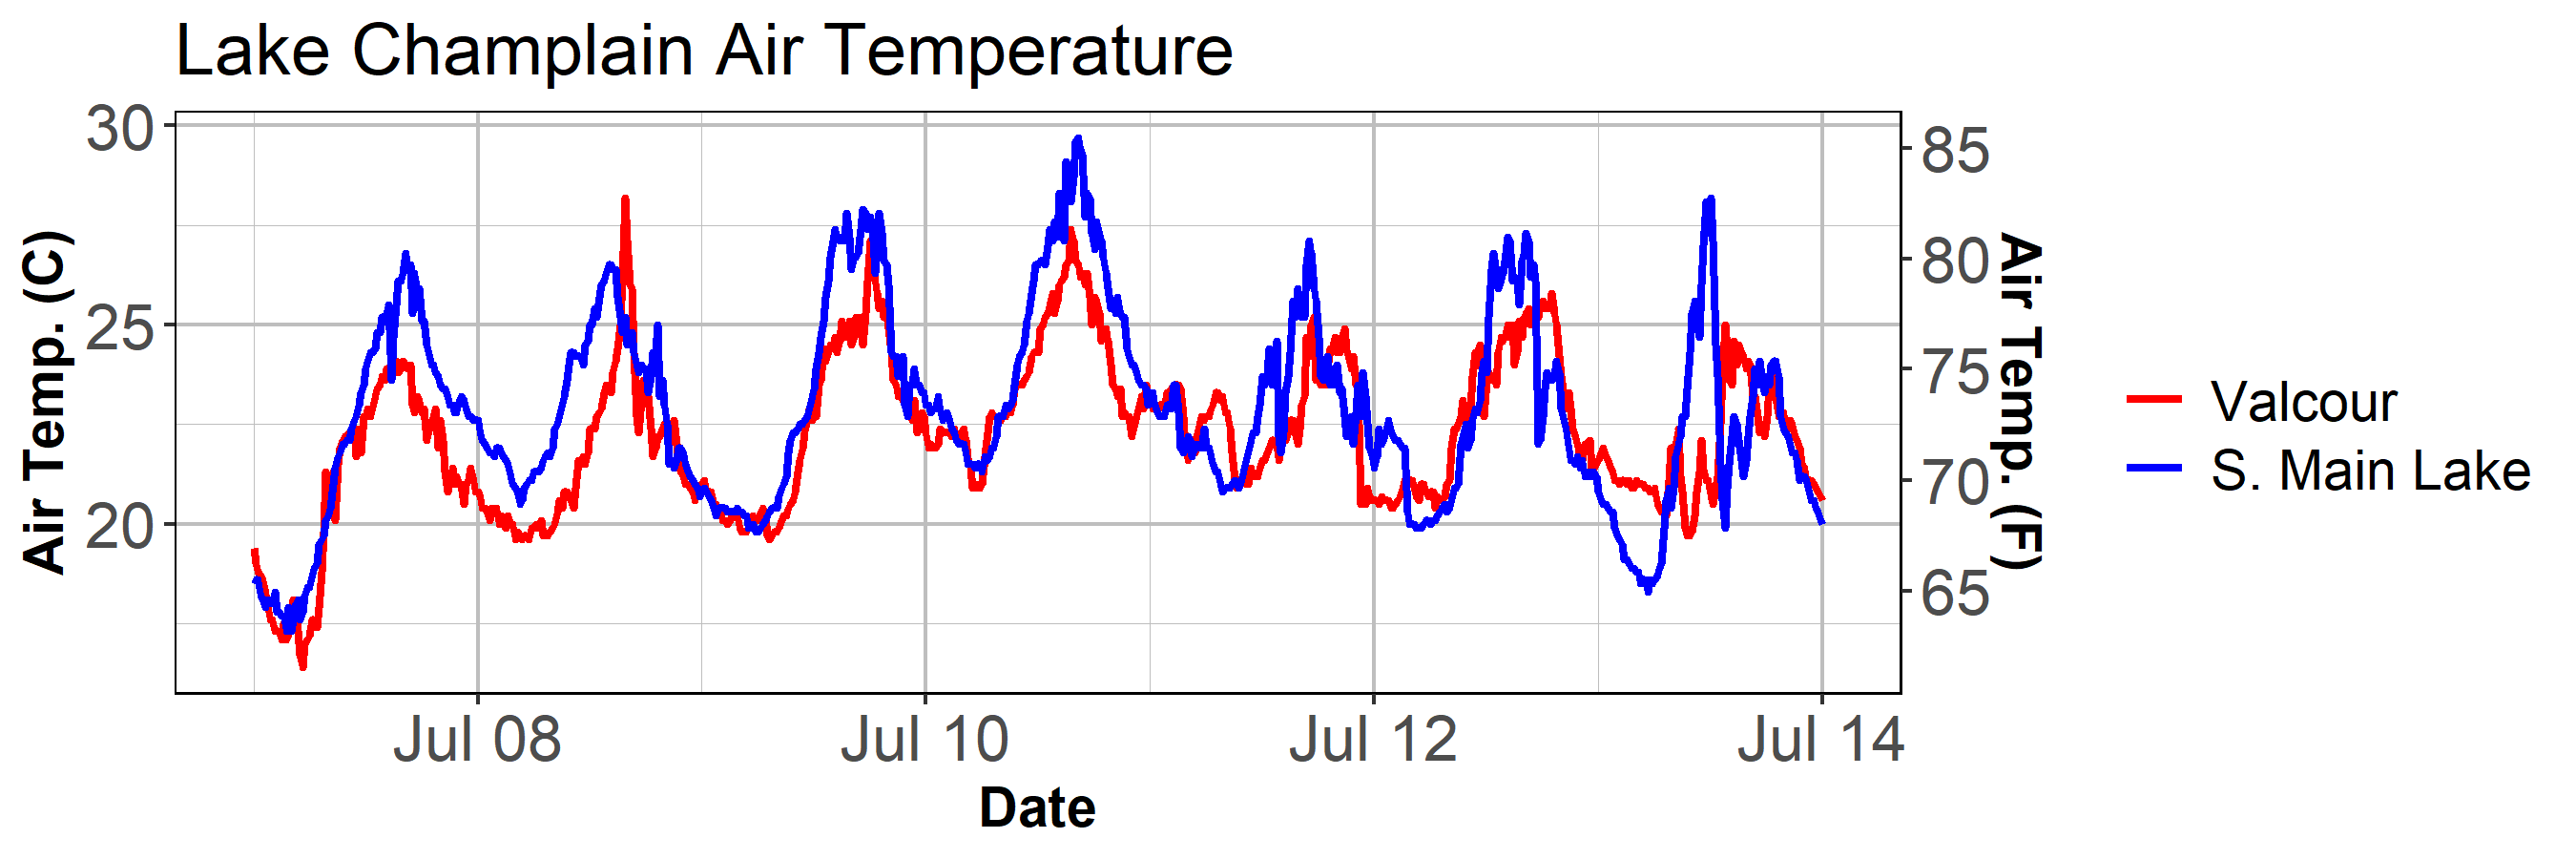 Lake Champlain Air Temperature
30
25
20
Air Temp. (C)
85
80
75
70
65
Air Temp. (F)
Jul 08 Jul 10 Jul 12 Jul 14
Date
Valcour
S. Main Lake